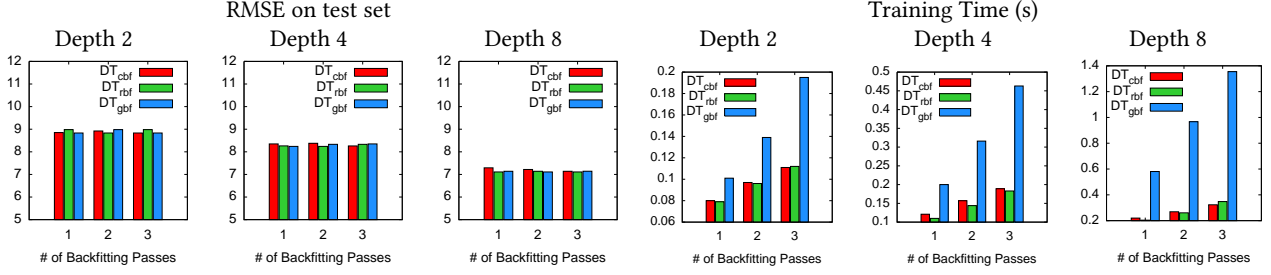 RMSE on test set
Training Time (s)
Depth 2
Depth 4
Depth 8
Depth 2
Depth 4
Depth 8
12
11
10
9
8
7
6
5
DTcbf
DTrbf
DTgbf
1 2 3
# of Backfitting Passes
12
11
10
9
8
7
6
5
DTcbf
DTrbf
DTgbf
1 2 3
# of Backfitting Passes
12
11
10
9
8
7
6
5
DTcbf
DTrbf
DTgbf
1 2 3
# of Backfitting Passes
0.2
0.18
0.16
0.14
0.12
0.1
0.08
0.06
DTcbf
DTrbf
DTgbf
1 2 3
# of Backfitting Passes
0.5
0.45
0.4
0.35
0.3
0.25
0.2
0.15
0.1
DTcbf
DTrbf
DTgbf
1 2 3
# of Backfitting Passes
1.4
1.2
1
0.8
0.6
0.4
0.2
DTcbf
DTrbf
DTgbf
1 2 3
# of Backfitting Passes